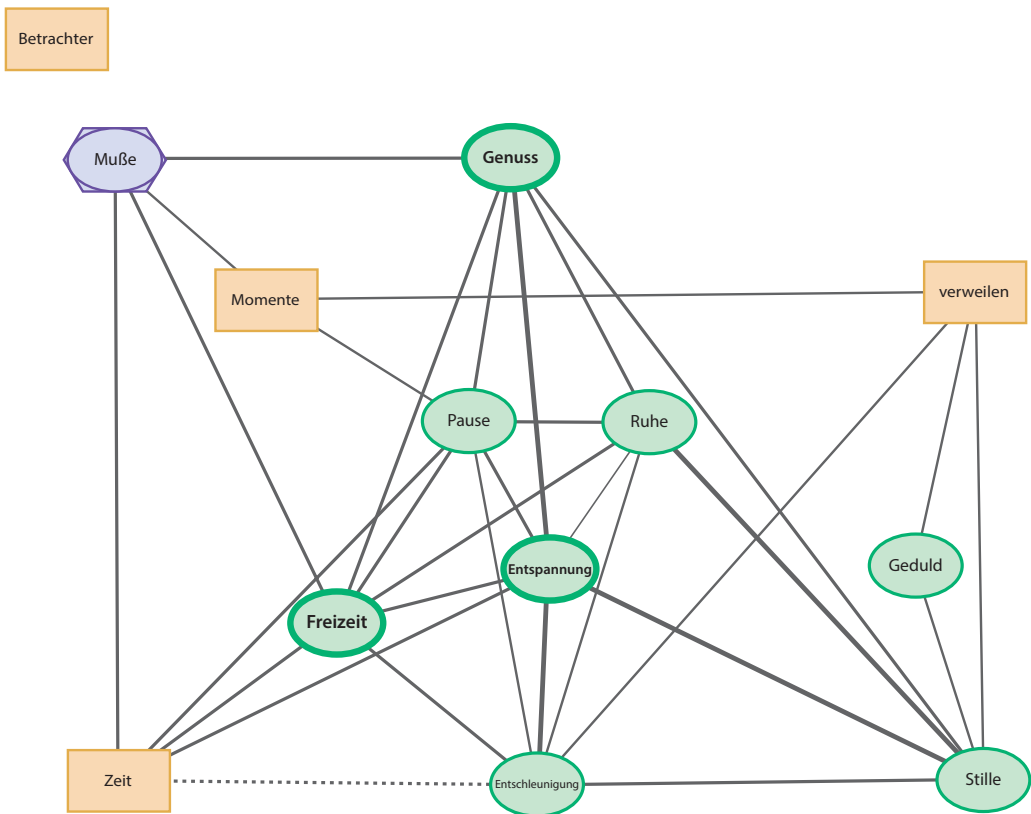 Betrachter
Muße
Genuss
Momente
verweilen
Pause
Ruhe
Entspannung
Geduld
Freizeit
Zeit
Entschleunigung
Stille